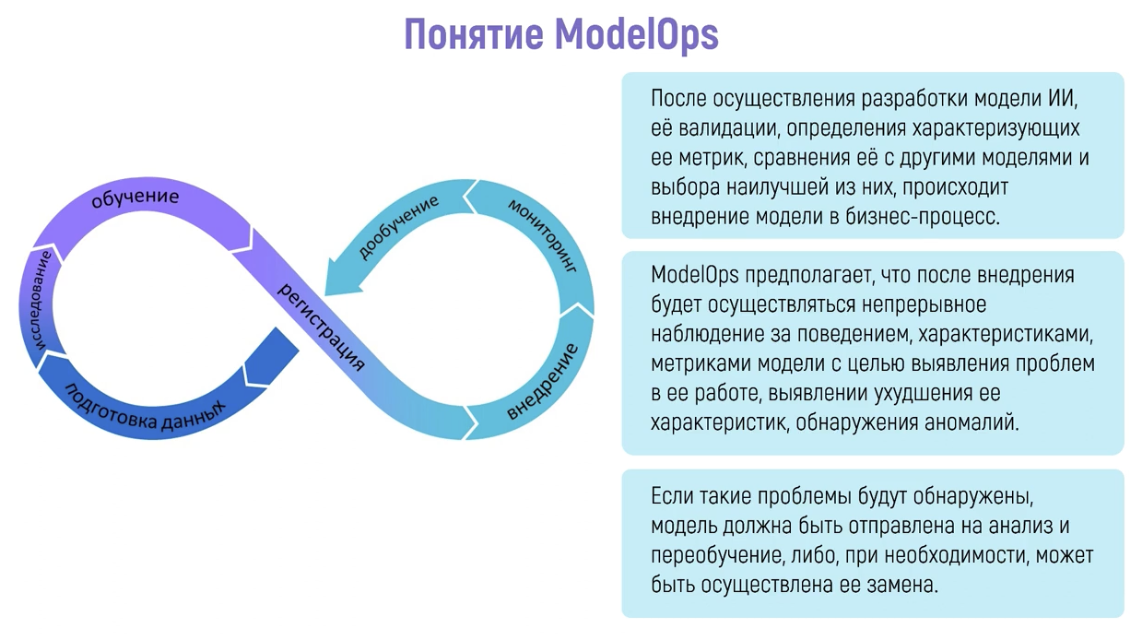 Понятие ModelOps
подготовка данных
исследование
обучение
регистрация
внедрение
мониторинг
дообучение
После осуществления разработки модели ИИ,
её валидации, определения характеризующих
ее метрик, сравнения её с другими моделями и
выбора наилучшей из них, происходит
внедрение модели в бизнес-процесс.
ModelOps предполагает, что после внедрения
будет осуществляться непрерывное
наблюдение за поведением, характеристиками,
метриками модели с целью выявления проблем
в ее работе, выявлении ухудшения ее
характеристик, обнаружения аномалий.
Если такие проблемы будут обнаружены,
модель должна быть отправлена на анализ и
переобучение, либо, при необходимости, может
быть осуществлена ее замена.